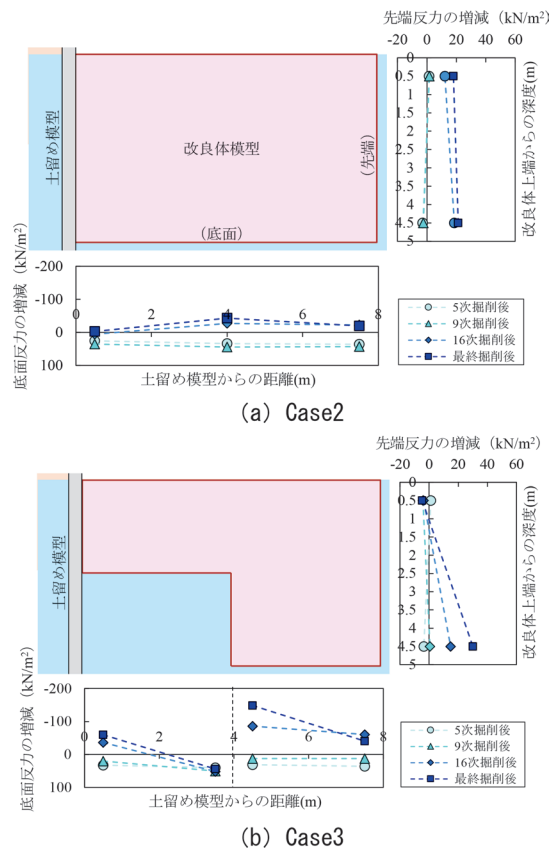 先端反力の増減（kN/m²）
-20 0 20 40 60
0
0.5
1
1.5
2
2.5
3
3.5
4
4.5
5
改良体上端からの深度(m)
土留め模型
改良体模型
（先端）
（底面）
底面反力の増減（kN/m²）
-200
-100
0
100
0 2 4 6 8
土留め模型からの距離(m)
5次掘削後
9次掘削後
16次掘削後
最終掘削後
(a) Case2
先端反力の増減（kN/m²）
-20 0 20 40 60
0
0.5
1
1.5
2
2.5
3
3.5
4
4.5
5
改良体上端からの深度(m)
土留め模型
底面反力の増減（kN/m²）
-200
-100
0
100
0 2 4 6 8
土留め模型からの距離(m)
5次掘削後
9次掘削後
16次掘削後
最終掘削後
(b) Case3